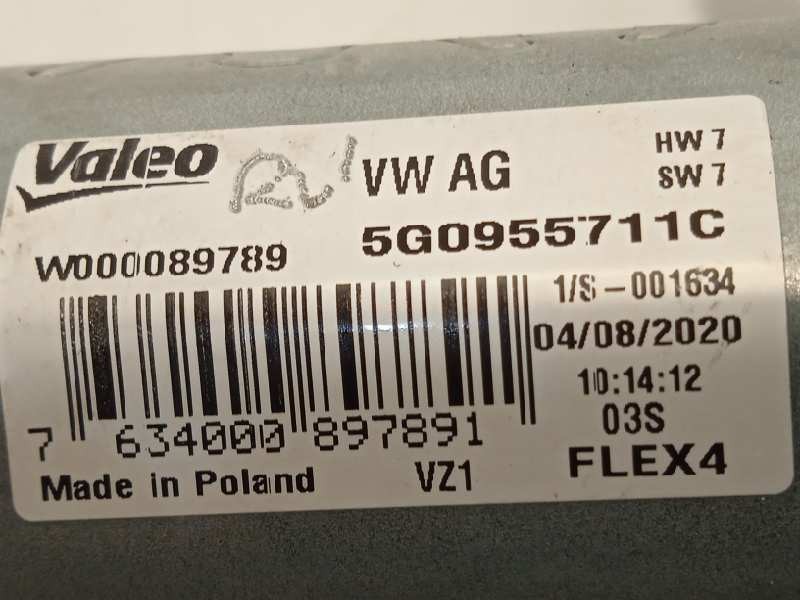 Valeo
VW AG
HW 7
SW 7
5G0955711C
W000089789
1/S-001634
04/08/2020
10:14:12
03S
7 634000 897891
Made in Poland
VZ1
FLEX4